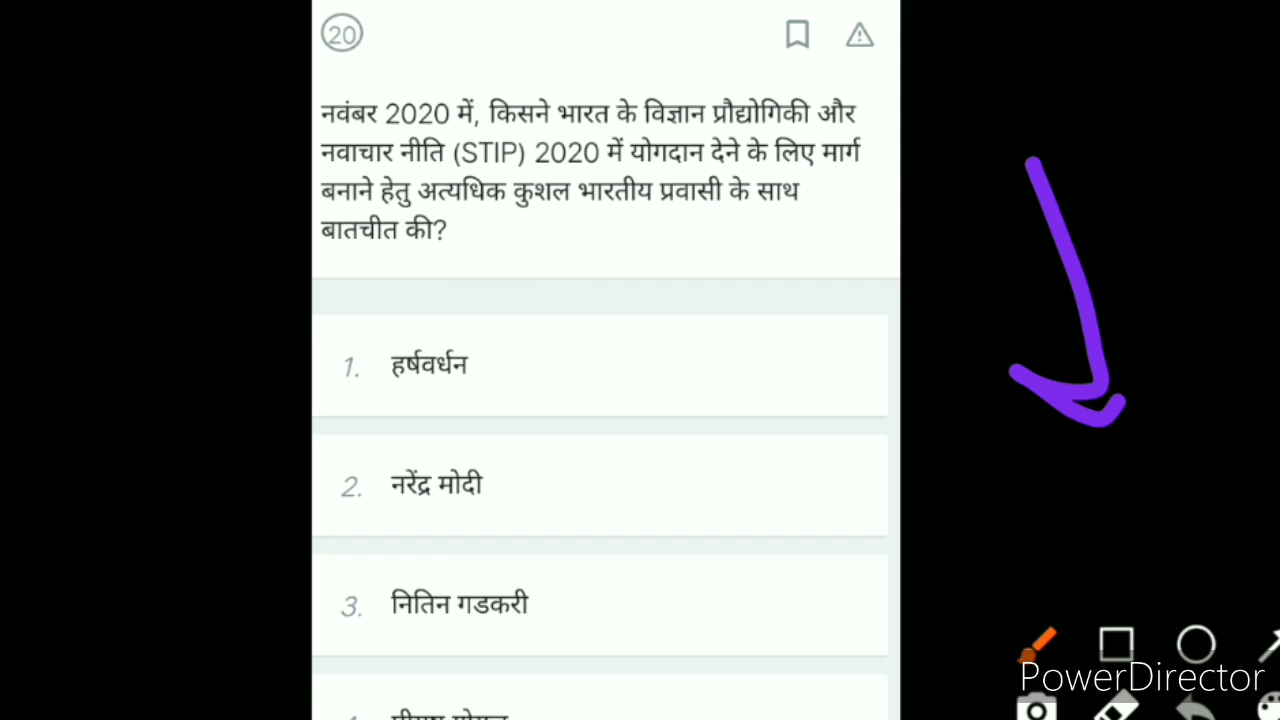 20
नवंबर 2020 में, किसने भारत के विज्ञान प्रौद्योगिकी और
नवाचार नीति (STIP) 2020 में योगदान देने के लिए मार्ग
बनाने हेतु अत्यधिक कुशल भारतीय प्रवासी के साथ
बातचीत की?
1. हर्षवर्धन
2. नरेंद्र मोदी
3. नितिन गडकरी
PowerDirector